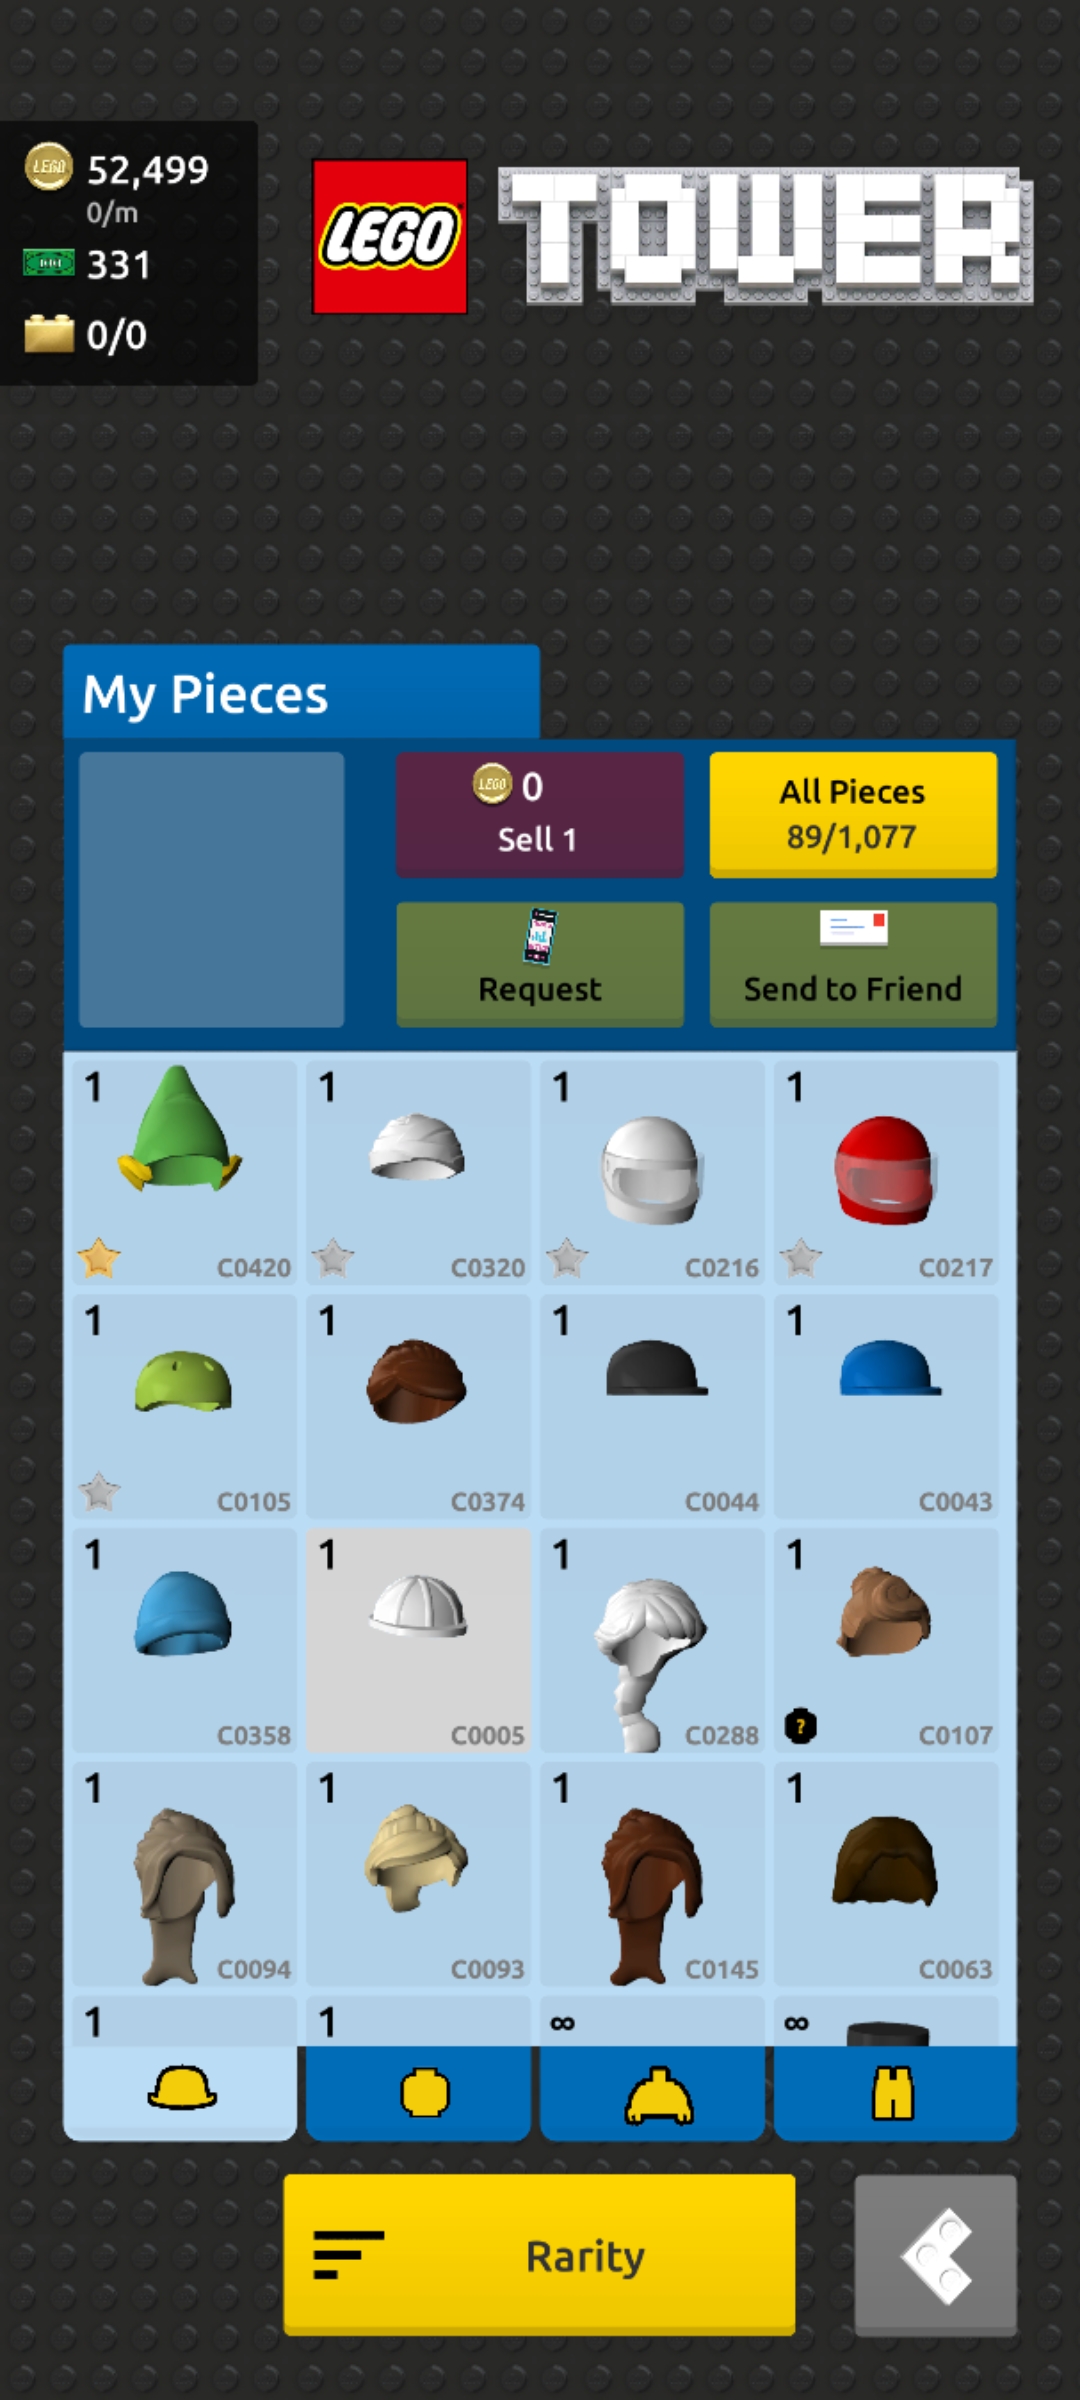 52,499
0/m
331
0/0
LEGO
TOWER
My Pieces
LEGO 0
Sell 1
All Pieces
89/1,077
Request
Send to Friend
1
C0420
1
C0320
1
C0216
1
C0217
1
C0105
1
C0374
1
C0044
1
C0043
1
C0358
1
C0005
1
C0288
1
?
C0107
1
C0094
1
C0093
1
C0145
1
C0063
1
1
∞
∞
Rarity